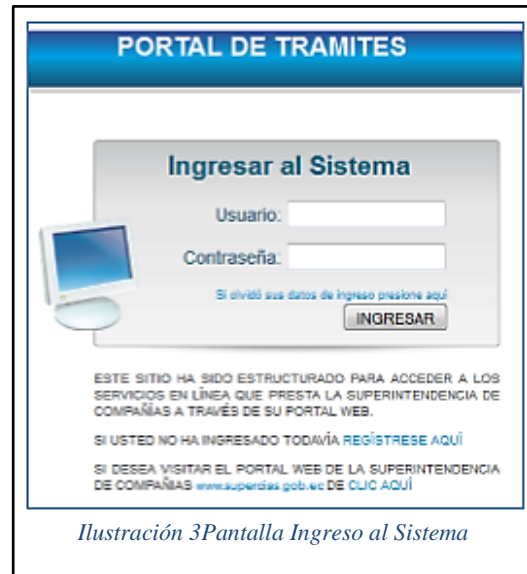 PORTAL DE TRAMITES
Ingresar al Sistema
Usuario:
Contraseña:
Si olvidó sus datos de ingreso presione aquí
INGRESAR
ESTE SITIO HA SIDO ESTRUCTURADO PARA ACCEDER A LOS
SERVICIOS EN LÍNEA QUE PRESTA LA SUPERINTENDENCIA DE
COMPAÑÍAS A TRAVÉS DE SU PORTAL WEB.
SI USTED NO HA INGRESADO TODAVÍA REGÍSTRESE AQUÍ
SI DESEA VISITAR EL PORTAL WEB DE LA SUPERINTENDENCIA
DE COMPAÑIAS www.supercias.gob.ec DE CLIC AQUÍ
Ilustración 3Pantalla Ingreso al Sistema